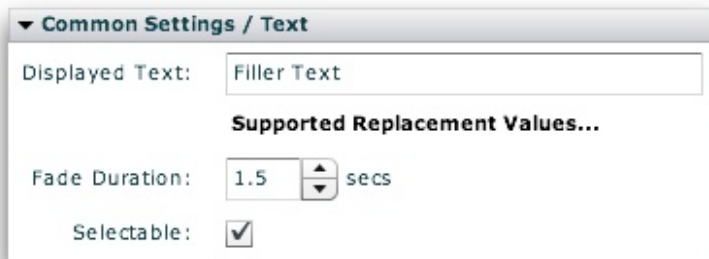 Common Settings / Text
Displayed Text: Filler Text
Supported Replacement Values...
Fade Duration: 1.5 secs
Selectable: